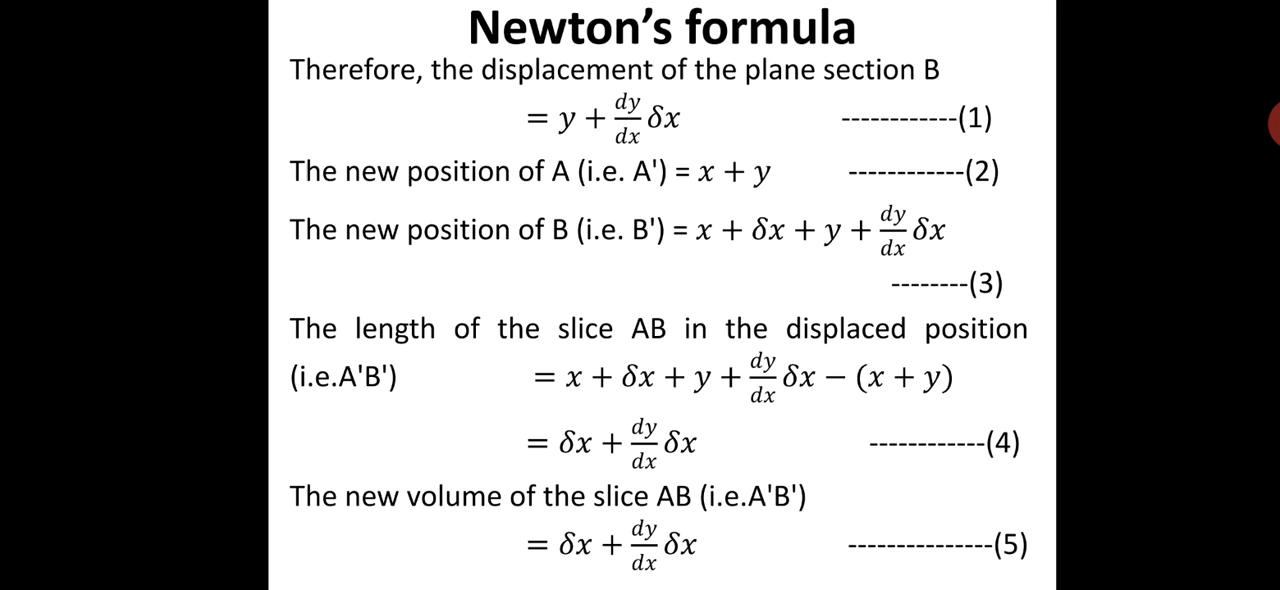 Newton's formula
Therefore, the displacement of the plane section B
= y + dy/dx δx ------------(1)
The new position of A (i.e. A') = x + y ------------(2)
The new position of B (i.e. B') = x + δx + y + dy/dx δx
--------(3)
The length of the slice AB in the displaced position
(i.e.A'B') = x + δx + y + dy/dx δx − (x + y)
= δx + dy/dx δx ------------(4)
The new volume of the slice AB (i.e.A'B')
= δx + dy/dx δx ---------------(5)